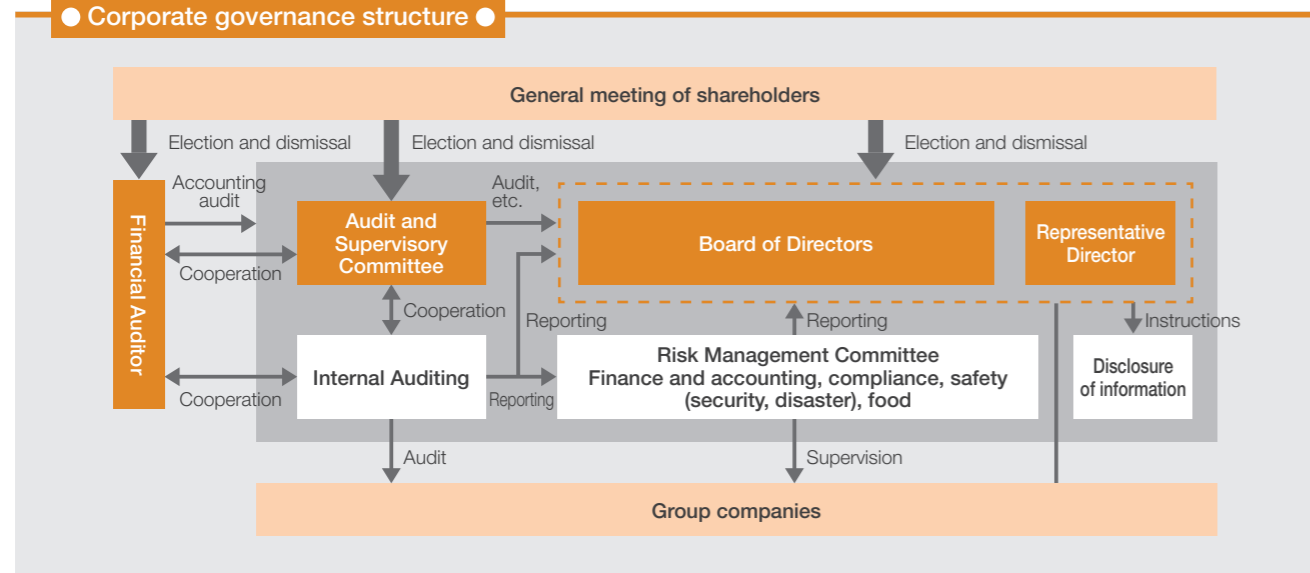 ● Corporate governance structure ●
General meeting of shareholders
Election and dismissal
Election and dismissal
Election and dismissal
Accounting
audit
Audit,
etc.
Financial Auditor
Audit and
Supervisory
Committee
Board of Directors
Representative
Director
Cooperation
Cooperation
Reporting
Reporting
Instructions
Internal Auditing
Risk Management Committee
Finance and accounting, compliance, safety
(security, disaster), food
Disclosure
of information
Cooperation
Reporting
Audit
Supervision
Group companies